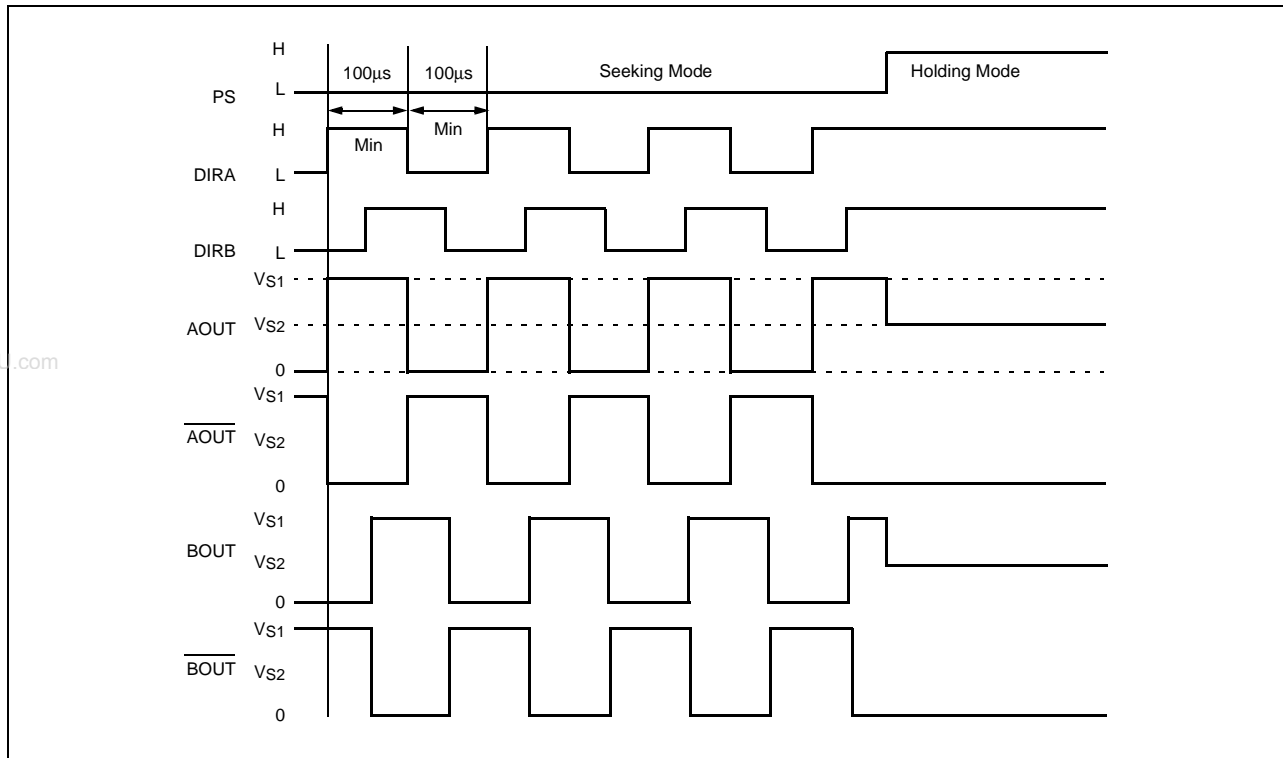 H
100µs
100µs
Seeking Mode
Holding Mode
PS
L
H
Min
Min
DIRA
L
H
DIRB
L
VS1
AOUT
VS2
0
VS1
AOUT
VS2
0
VS1
BOUT
VS2
0
VS1
BOUT
VS2
0